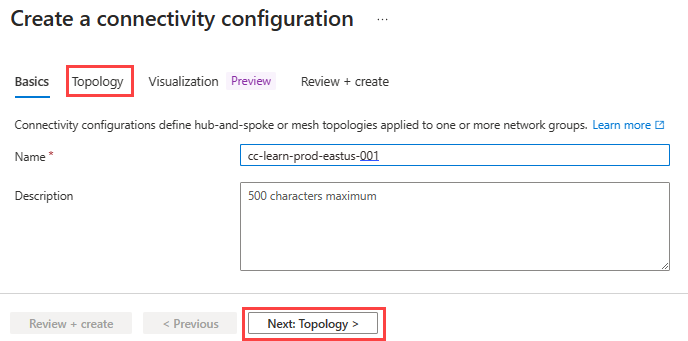 Create a connectivity configuration ...
Basics Topology Visualization Preview Review + create
Connectivity configurations define hub-and-spoke or mesh topologies applied to one or more network groups. Learn more
Name * cc-learn-prod-eastus-001
Description 500 characters maximum
Review + create < Previous Next: Topology >